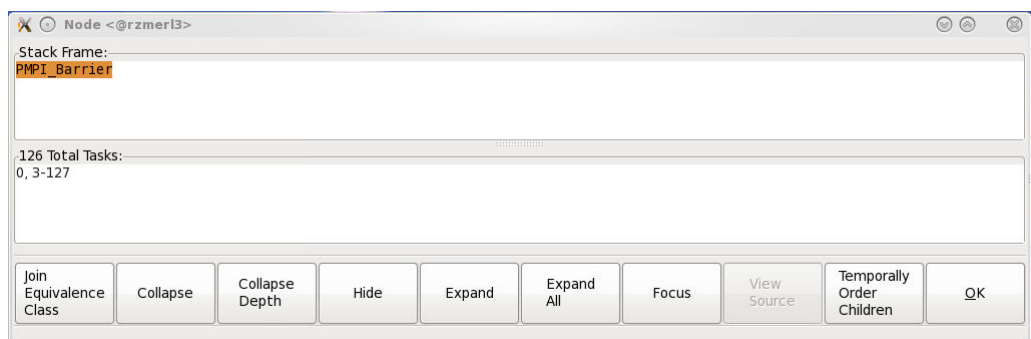 Node <@rzmerl3>
Stack Frame:
PMPI_Barrier
126 Total Tasks:
0, 3-127
Join
Equivalence
Class
Collapse
Collapse
Depth
Hide
Expand
Expand
All
Focus
View
Source
Temporally
Order
Children
OK